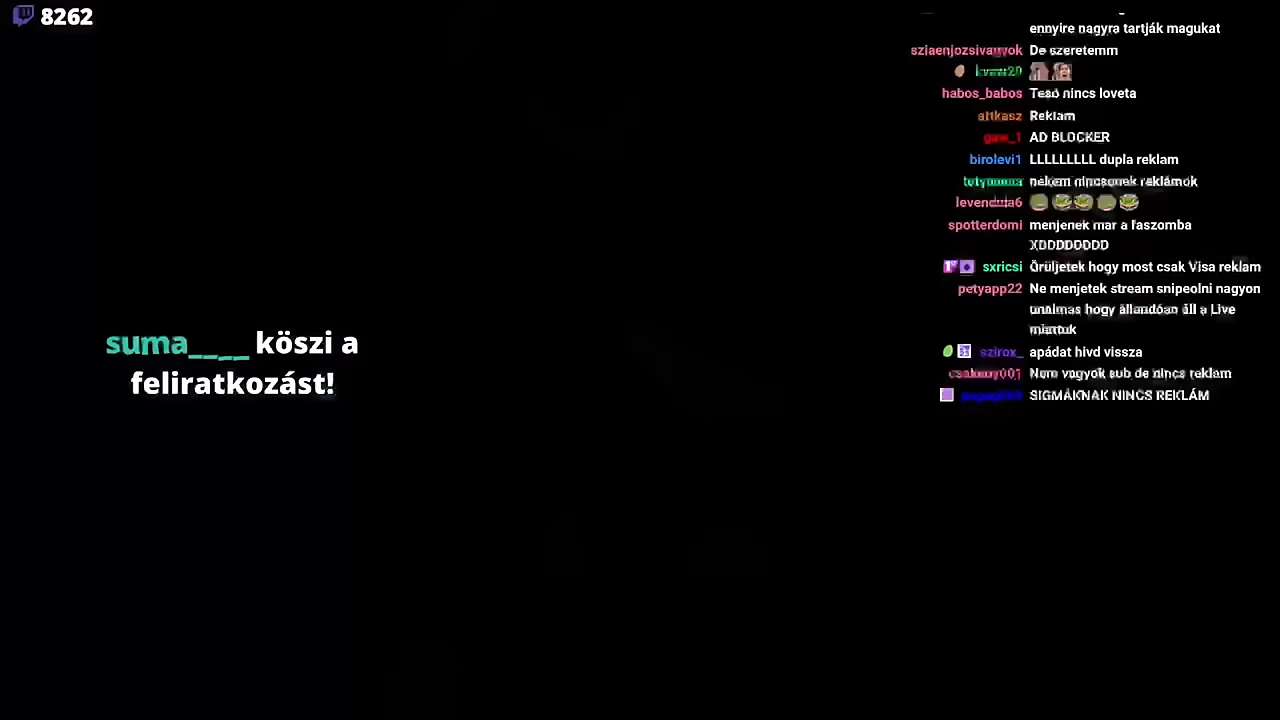 8262
ennyire nagyra tartják magukat
sziaenjozsivagyok De szeretemm
habos_babos Tesó nincs loveta
attkasz Reklam
AD BLOCKER
birolevi1 LLLLLLLLL dupla reklam
nekem nincsenek reklámok
levendula6
spotterdomi menjenek mar a faszomba
XDDDDDDDD
sxricsi Örüljetek hogy most csak Visa reklam
petyapp22 Ne menjetek stream snipeolni nagyon
unalmas hogy állandóan áll a Live
miattuk
szirox_ apádat hivd vissza
Nem vagyok sub de nincs reklam
SIGMÁKNAK NINCS REKLÁM
suma____ köszi a
feliratkozást!